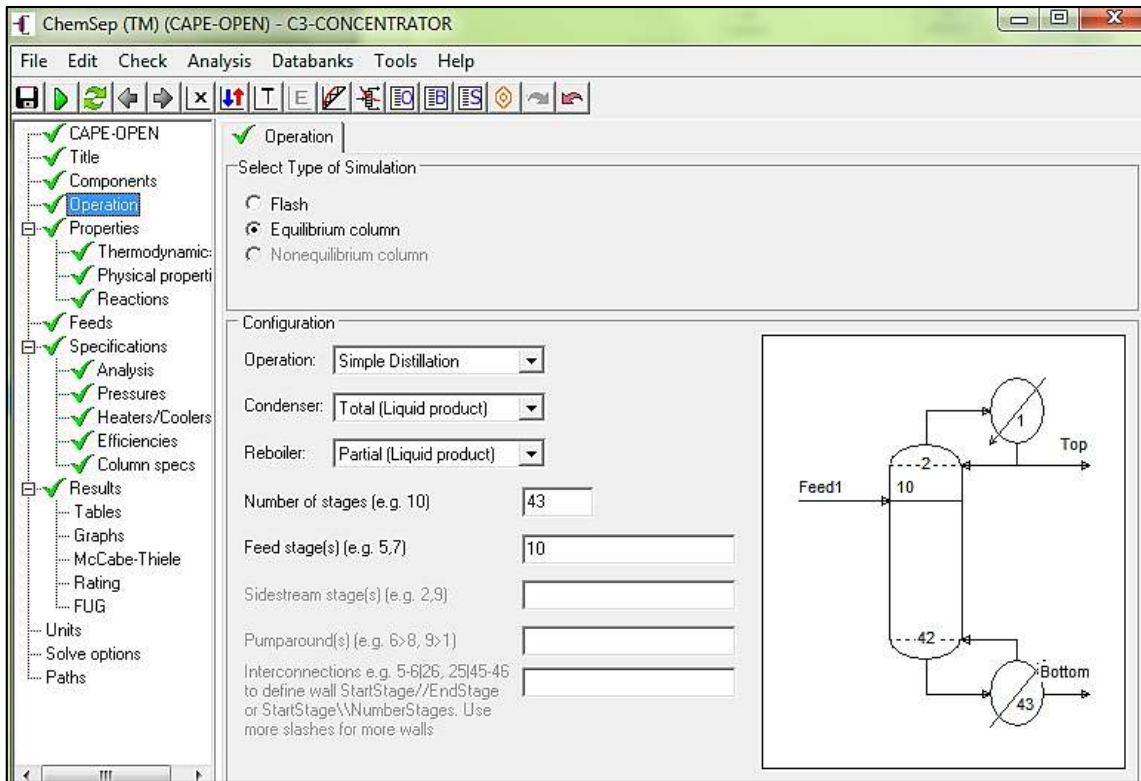 ChemSep (TM) (CAPE-OPEN) - C3-CONCENTRATOR
File Edit Check Analysis Databanks Tools Help
CAPE-OPEN
Title
Components
Operation
Properties
Thermodynamic
Physical properti
Reactions
Feeds
Specifications
Analysis
Pressures
Heaters/Coolers
Efficiencies
Column specs
Results
Tables
Graphs
McCabe-Thiele
Rating
FUG
Units
Solve options
Paths
Operation
Select Type of Simulation
Flash
Equilibrium column
Nonequilibrium column
Configuration
Operation: Simple Distillation
Condenser: Total (Liquid product)
Reboiler: Partial (Liquid product)
Number of stages (e.g. 10) 43
Feed stage(s) (e.g. 5,7) 10
Sidestream stage(s) (e.g. 2,9)
Pumparound(s) (e.g. 6>8, 9>1)
Interconnections e.g. 5-6|26, 25|45-46
to define wall StartStage//EndStage
or StartStage\\NumberStages. Use
more slashes for more walls
1
Top
2
Feed1
10
42
Bottom
43